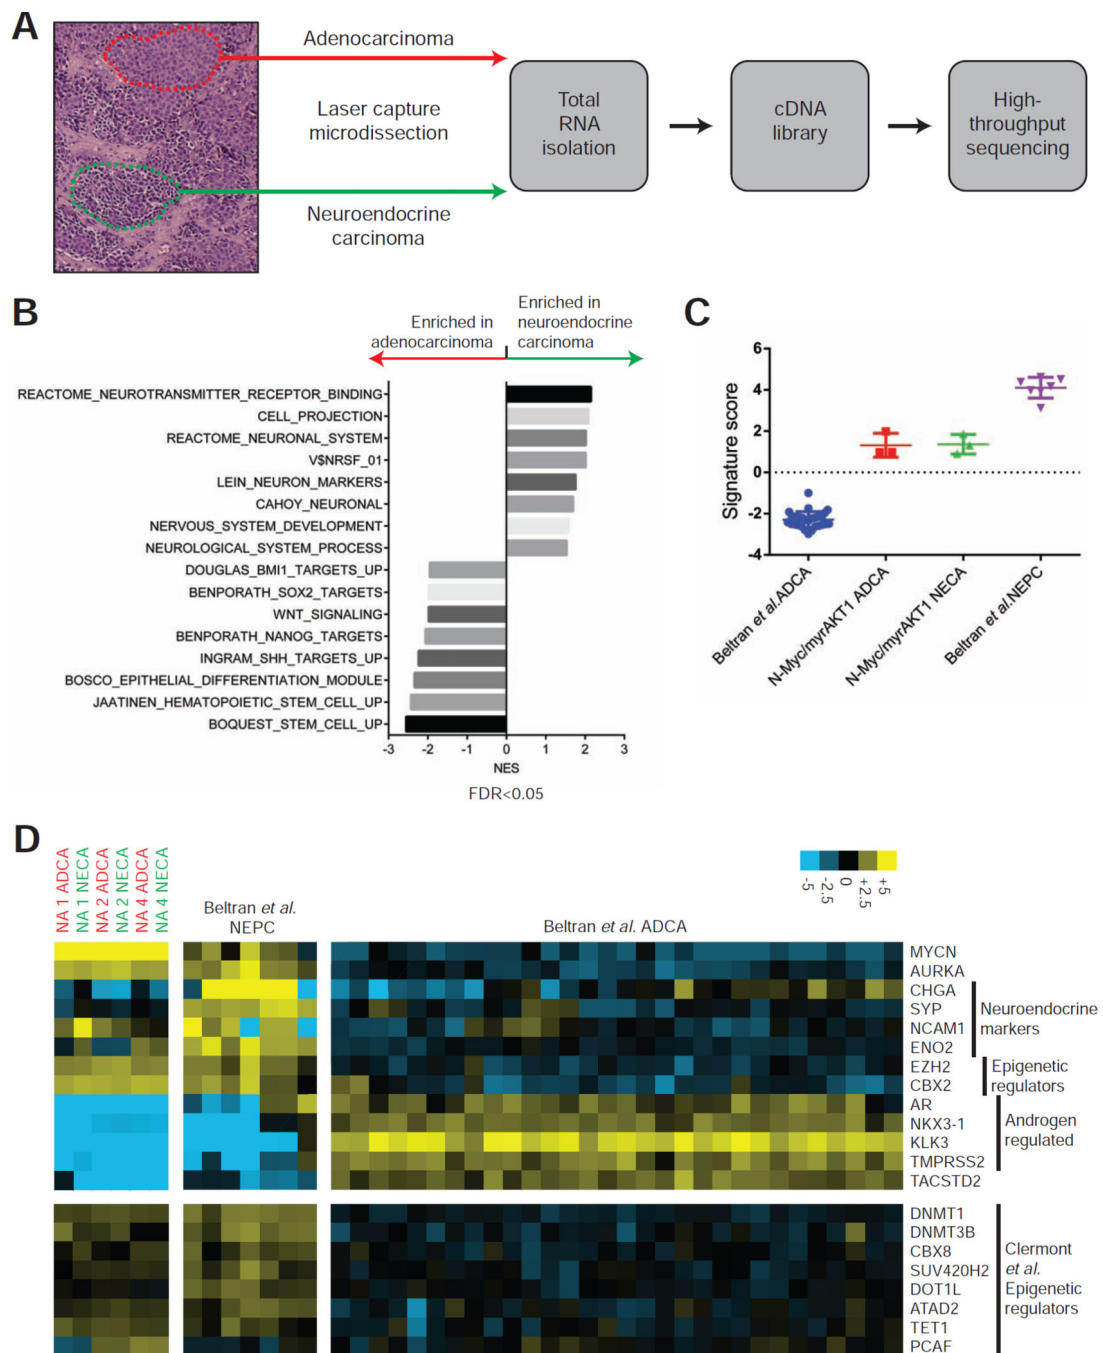 A
Adenocarcinoma
Laser capture
microdissection
Neuroendocrine
carcinoma
Total
RNA
isolation
cDNA
library
High-
throughput
sequencing
B
Enriched in
adenocarcinoma
Enriched in
neuroendocrine
carcinoma
REACTOME_NEUROTRANSMITTER_RECEPTOR_BINDING
CELL_PROJECTION
REACTOME_NEURONAL_SYSTEM
V$NRSF_01
LEIN_NEURON_MARKERS
CAHOY_NEURONAL
NERVOUS_SYSTEM_DEVELOPMENT
NEUROLOGICAL_SYSTEM_PROCESS
DOUGLAS_BMI1_TARGETS_UP
BENPORATH_SOX2_TARGETS
WNT_SIGNALING
BENPORATH_NANOG_TARGETS
INGRAM_SHH_TARGETS_UP
BOSCO_EPITHELIAL_DIFFERENTIATION_MODULE
JAATINEN_HEMATOPOIETIC_STEM_CELL_UP
BOQUEST_STEM_CELL_UP
-3 -2 -1 0 1 2 3
NES
FDR<0.05
C
Signature score
6
4
2
0
-2
-4
Beltran et al. ADCA
N-Myc/myrAKT1 ADCA
N-Myc/myrAKT1 NECA
Beltran et al. NEPC
D
NA 1 ADCA
NA 1 NECA
NA 2 ADCA
NA 2 NECA
NA 4 ADCA
NA 4 NECA
Beltran et al.
NEPC
Beltran et al. ADCA
-5
-2.5
0
+2.5
+5
MYCN
AURKA
CHGA
SYP
NCAM1
ENO2
EZH2
CBX2
AR
NKX3-1
KLK3
TMPRSS2
TACSTD2
Neuroendocrine
markers
Epigenetic
regulators
Androgen
regulated
DNMT1
DNMT3B
CBX8
SUV420H2
DOT1L
ATAD2
TET1
PCAF
Clermont
et al.
Epigenetic
regulators